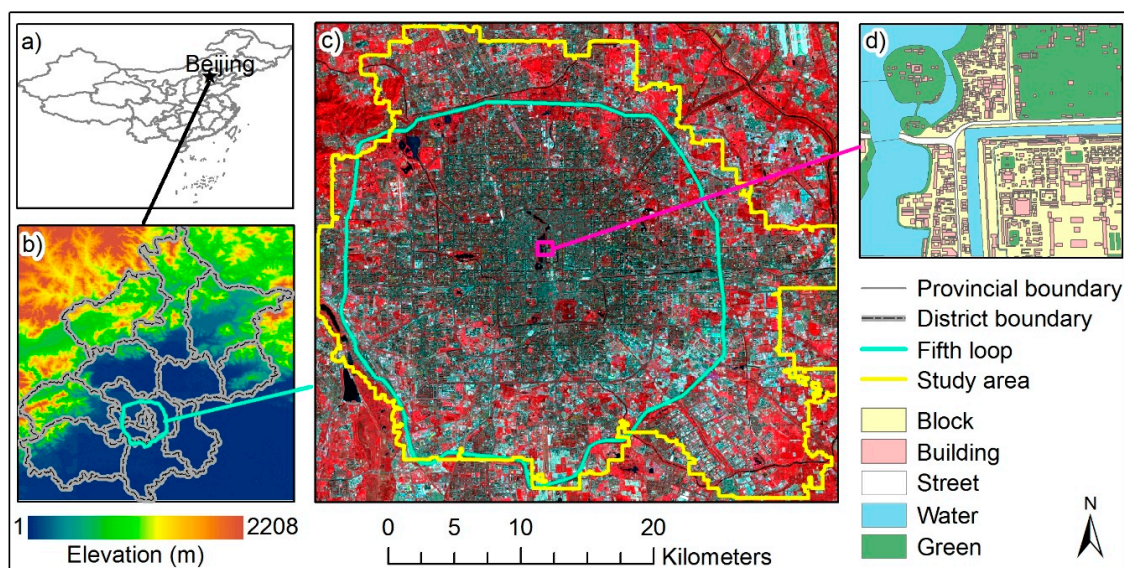 a)
Beijing
b)
1
2208
Elevation (m)
c)
0 5 10 20
Kilometers
d)
Provincial boundary
District boundary
Fifth loop
Study area
Block
Building
Street
Water
Green
N